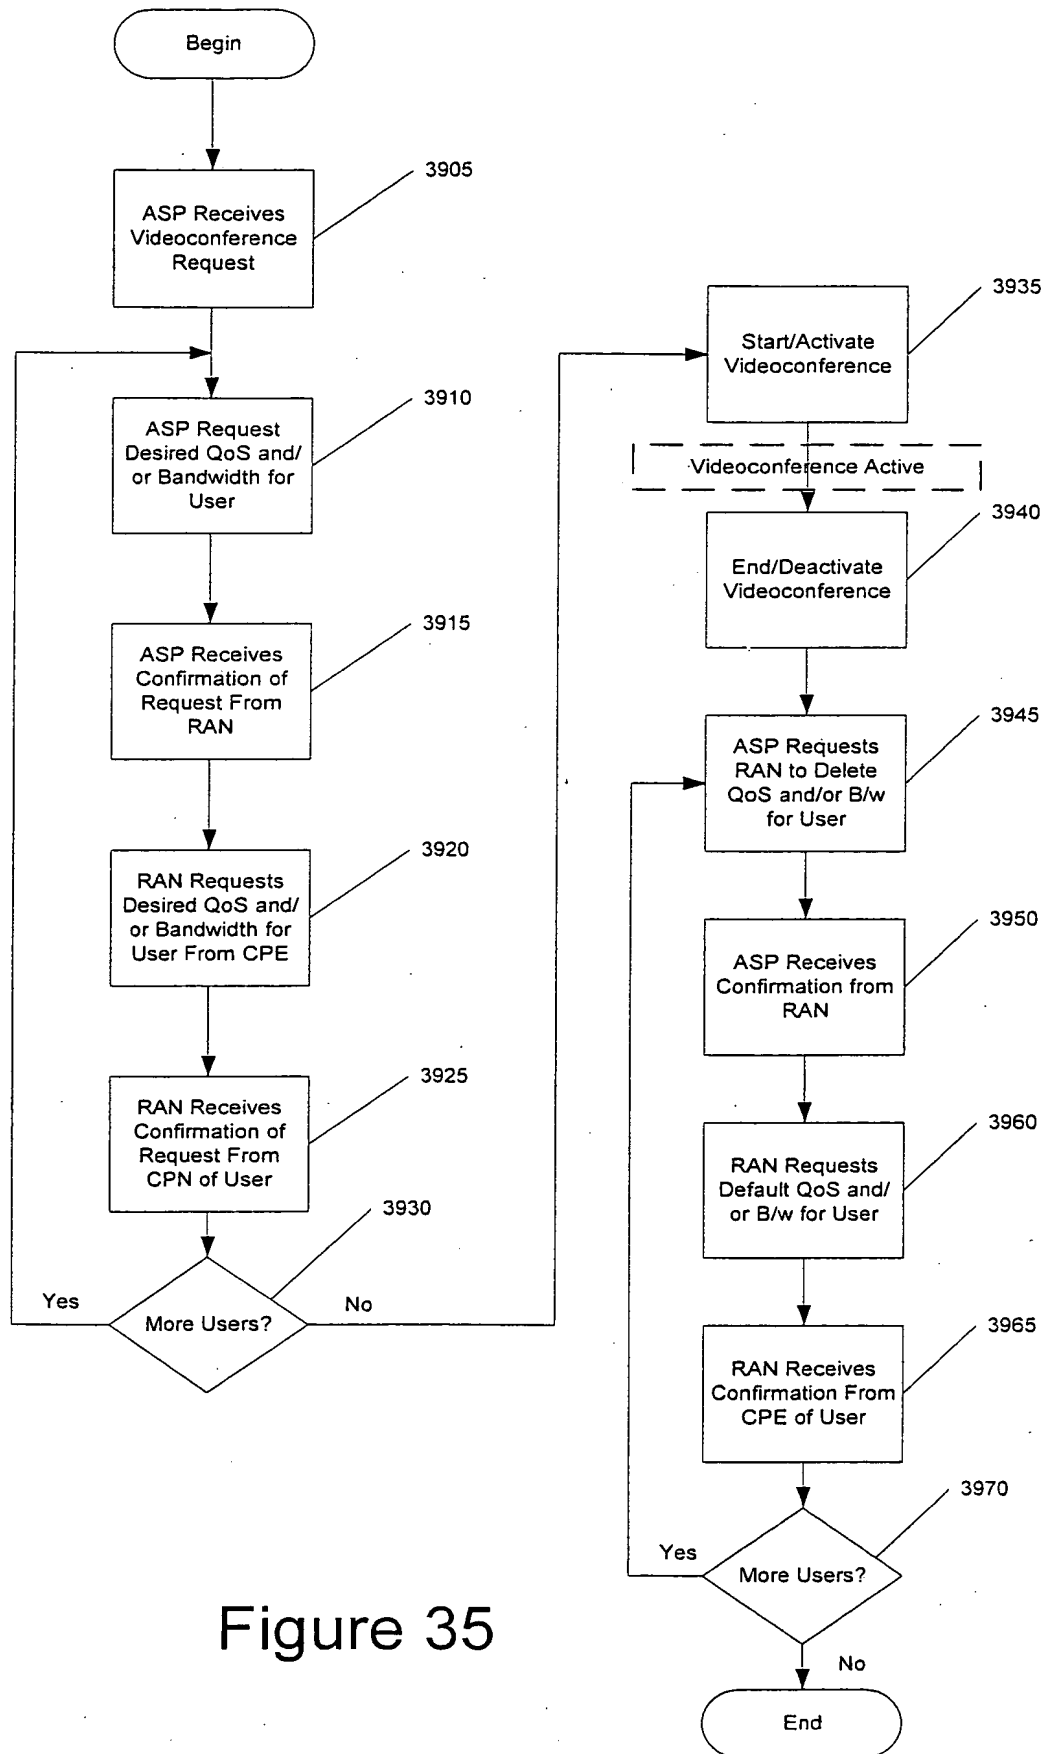 Begin
3905
ASP Receives
Videoconference
Request
3910
ASP Request
Desired QoS and/
or Bandwidth for
User
3915
ASP Receives
Confirmation of
Request From
RAN
3920
RAN Requests
Desired QoS and/
or Bandwidth for
User From CPE
3925
RAN Receives
Confirmation of
Request From
CPN of User
3930
More Users?
Yes
No
3935
Start/Activate
Videoconference
Videoconference Active
3940
End/Deactivate
Videoconference
3945
ASP Requests
RAN to Delete
QoS and/or B/w
for User
3950
ASP Receives
Confirmation from
RAN
3960
RAN Requests
Default QoS and/
or B/w for User
3965
RAN Receives
Confirmation From
CPE of User
3970
More Users?
Yes
No
End
Figure 35